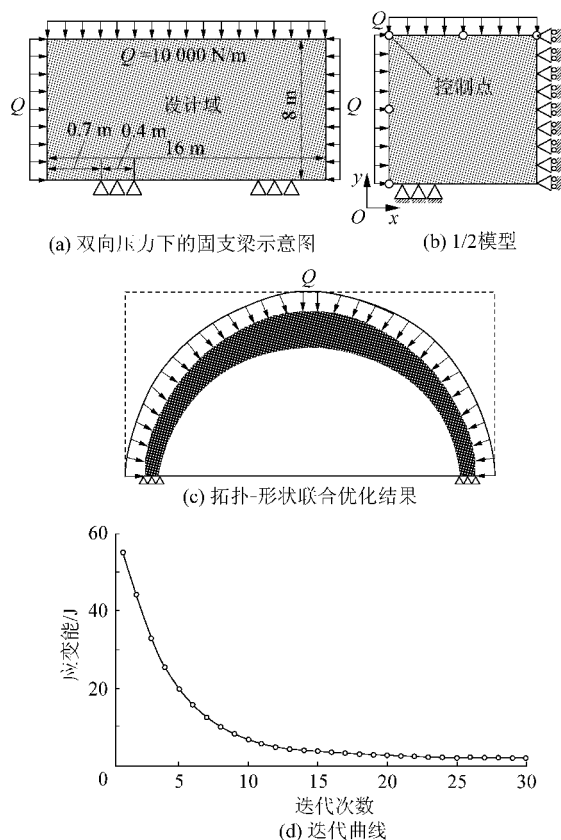 Q
Q=10 000 N/m
设计域
Q
8 m
0.7 m
0.4 m
16 m
(a) 双向压力下的固支梁示意图
Q
控制点
Q
y
O
x
(b) 1/2模型
Q
(c) 拓扑-形状联合优化结果
60
40
20
0
5
10
15
20
25
30
应变能/J
迭代次数
(d) 迭代曲线